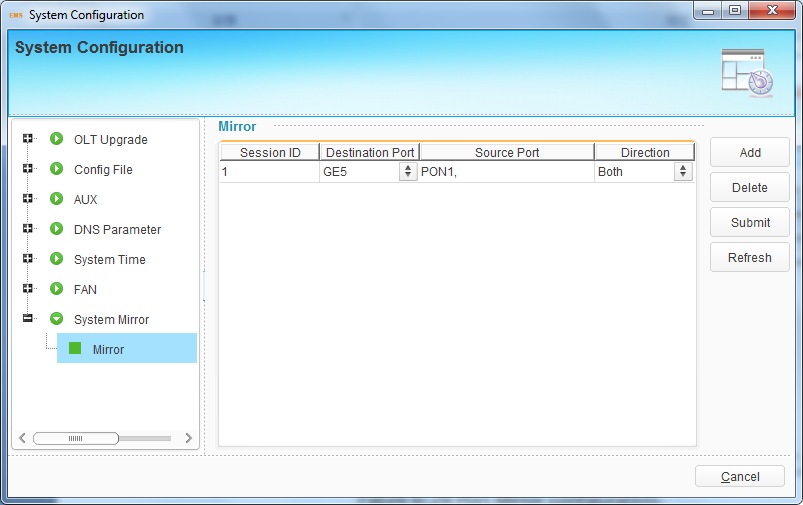 EMS System Configuration
System Configuration
OLT Upgrade
Config File
AUX
DNS Parameter
System Time
FAN
System Mirror
Mirror
Mirror
Session ID Destination Port Source Port Direction
1 GE5 PON1, Both
Add
Delete
Submit
Refresh
Cancel